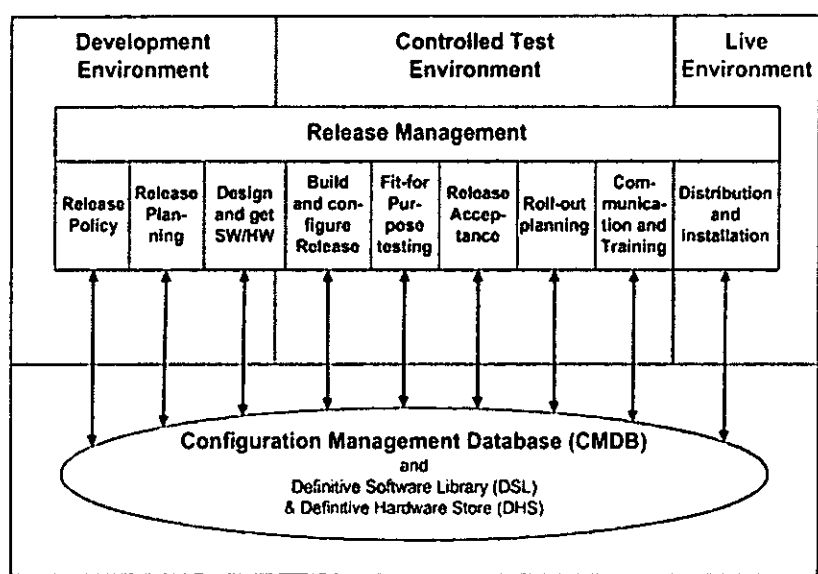 Development
Environment
Controlled Test
Environment
Live
Environment
Release Management
Release
Policy
Release
Plan-
ning
Design
and get
SW/HW
Build
and con-
figure
Release
Fit-for
Pur-
pose
testing
Release
Accep-
tance
Roll-out
planning
Com-
munica-
tion and
Training
Distribution
and
installation
Configuration Management Database (CMDB)
and
Definitive Software Library (DSL)
& Definitive Hardware Store (DHS)